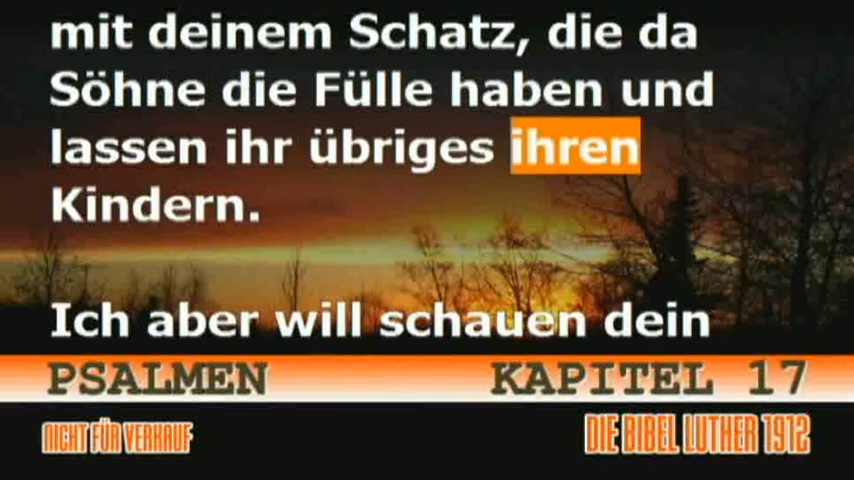 mit deinem Schatz, die da
Söhne die Fülle haben und
lassen ihr übriges ihren
Kindern.
Ich aber will schauen dein
PSALMEN KAPITEL 17
NICHT FÜR VERKAUF DIE BIBEL LUTHER 1912